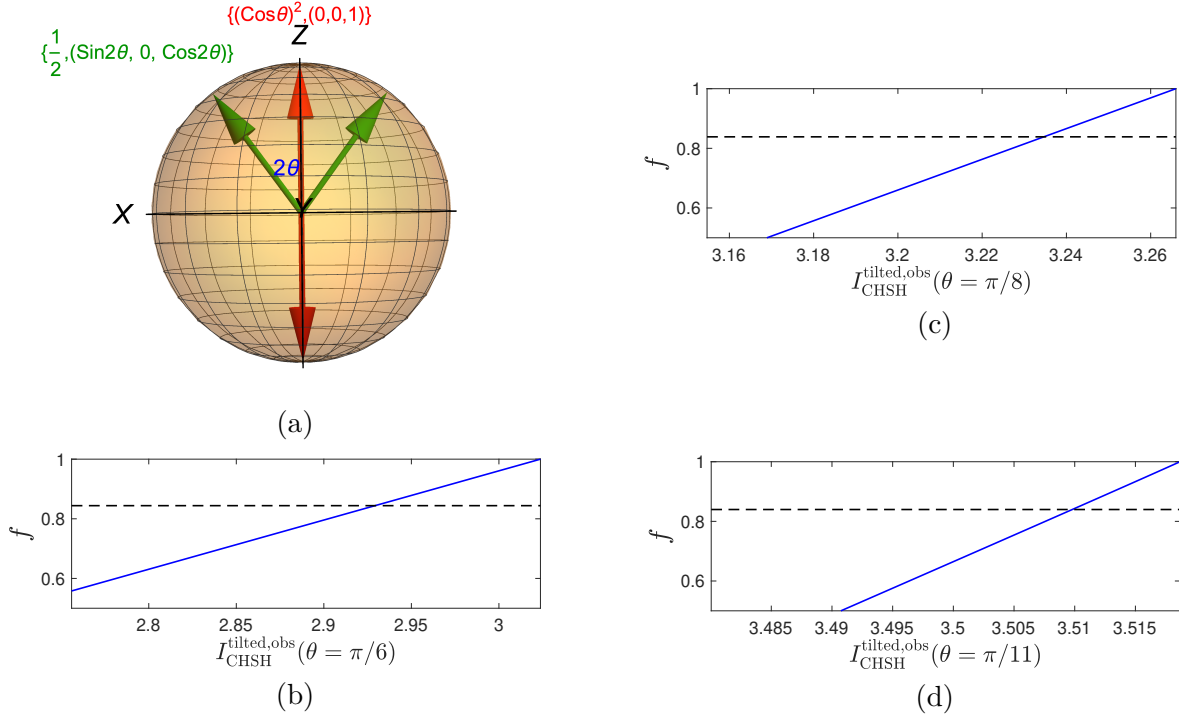 {(Cosθ)²,(0,0,1)}
Z
{1/2,(Sin2θ, 0, Cos2θ)}
2θ
Y
X
(a)
1
0.8
0.6
f
3.16 3.18 3.2 3.22 3.24 3.26
I_CHSH^tilted,obs(θ = π/8)
(c)
1
0.8
0.6
f
2.8 2.85 2.9 2.95 3
I_CHSH^tilted,obs(θ = π/6)
(b)
1
0.8
0.6
f
3.485 3.49 3.495 3.5 3.505 3.51 3.515
I_CHSH^tilted,obs(θ = π/11)
(d)